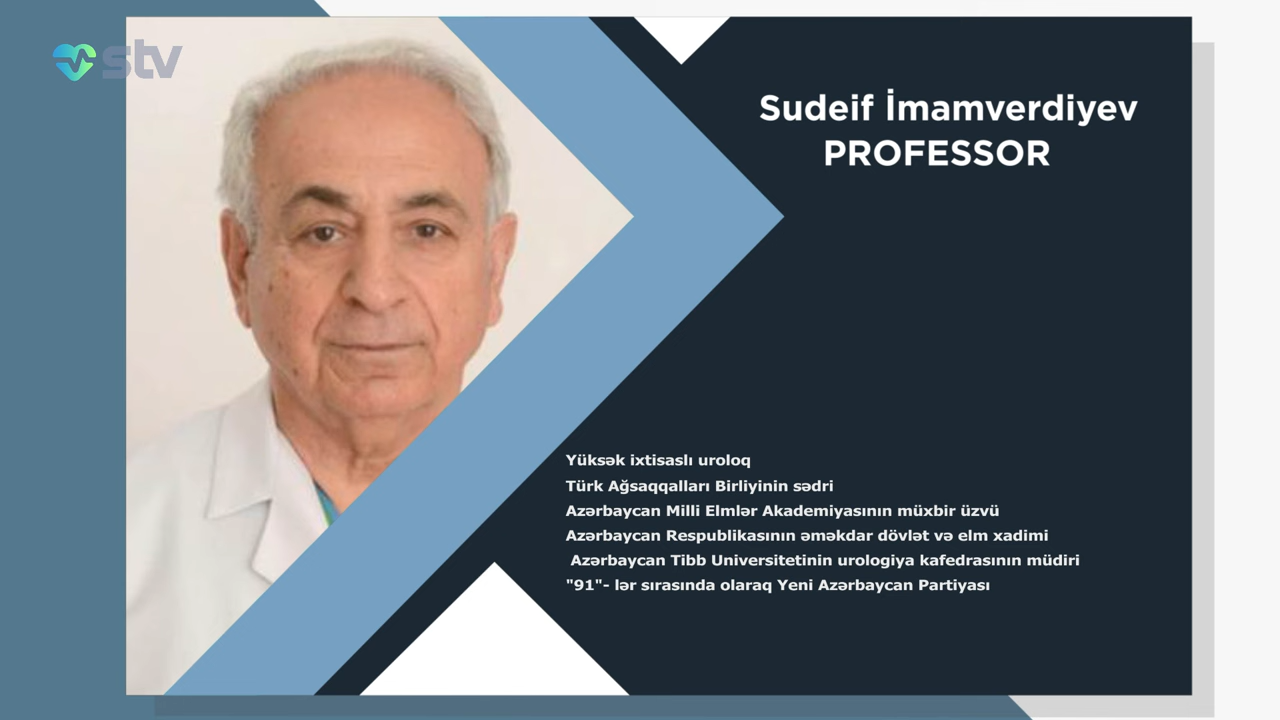 stv
Sudeif İmamverdiyev
PROFESSOR
Yüksək ixtisaslı uroloq
Türk Ağsaqqalları Birliyinin sədri
Azərbaycan Milli Elmlər Akademiyasının müxbir üzvü
Azərbaycan Respublikasının əməkdar dövlət və elm xadimi
Azərbaycan Tibb Universitetinin urologiya kafedrasının müdiri
"91"- lər sırasında olaraq Yeni Azərbaycan Partiyası